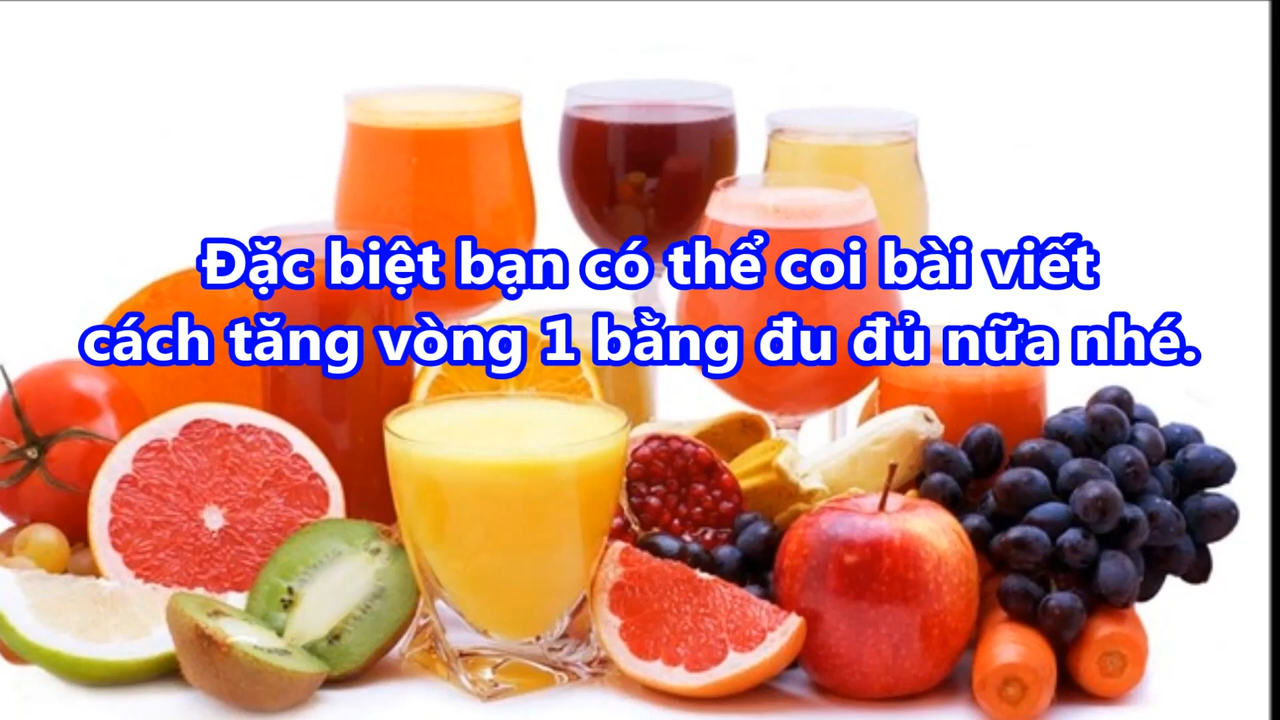 Đặc biệt bạn có thể coi bài viết
cách tăng vòng 1 bằng đu đủ nữa nhé.